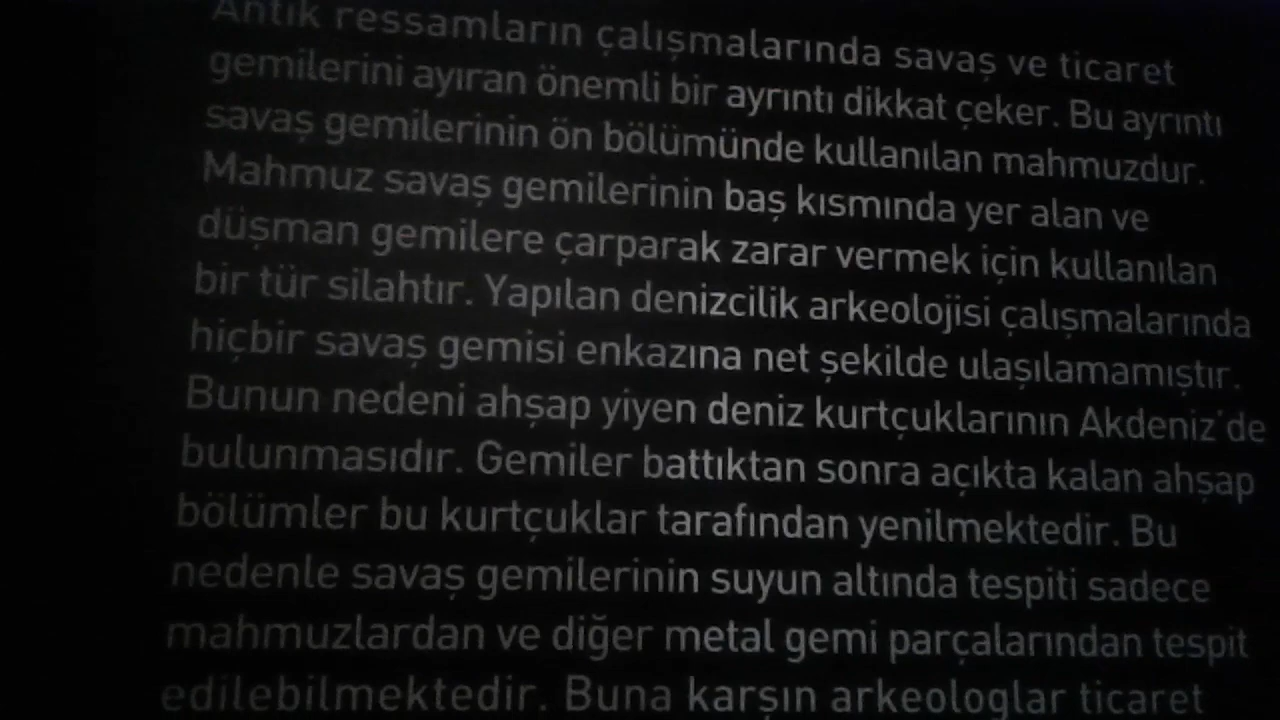 Antik ressamların çalışmalarında savaş ve ticaret
gemilerini ayıran önemli bir ayrıntı dikkat çeker. Bu ayrıntı
savaş gemilerinin ön bölümünde kullanılan mahmuzdur.
Mahmuz savaş gemilerinin baş kısmında yer alan ve
düşman gemilere çarparak zarar vermek için kullanılan
bir tür silahtır. Yapılan denizcilik arkeolojisi çalışmalarında
hiçbir savaş gemisi enkazına net şekilde ulaşılamamıştır.
Bunun nedeni ahşap yiyen deniz kurtçuklarının Akdeniz'de
bulunmasıdır. Gemiler battıktan sonra açıkta kalan ahşap
bölümler bu kurtçuklar tarafından yenilmektedir. Bu
nedenle savaş gemilerinin suyun altında tespiti sadece
mahmuzlardan ve diğer metal gemi parçalarından tespit
edilebilmektedir. Buna karşın arkeologlar ticaret